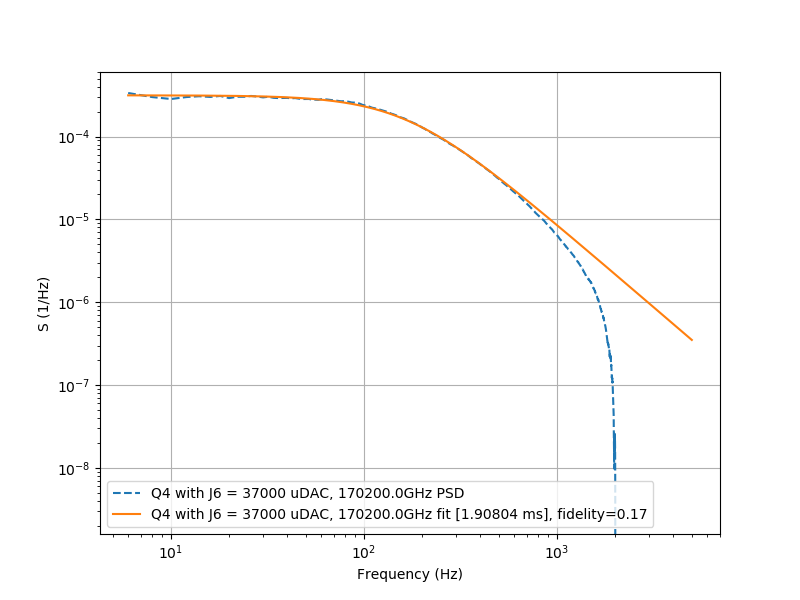 10⁻⁴
10⁻⁵
10⁻⁶
10⁻⁷
10⁻⁸
S (1/Hz)
Q4 with J6 = 37000 uDAC, 170200.0GHz PSD
Q4 with J6 = 37000 uDAC, 170200.0GHz fit [1.90804 ms], fidelity=0.17
10¹ 10² 10³
Frequency (Hz)